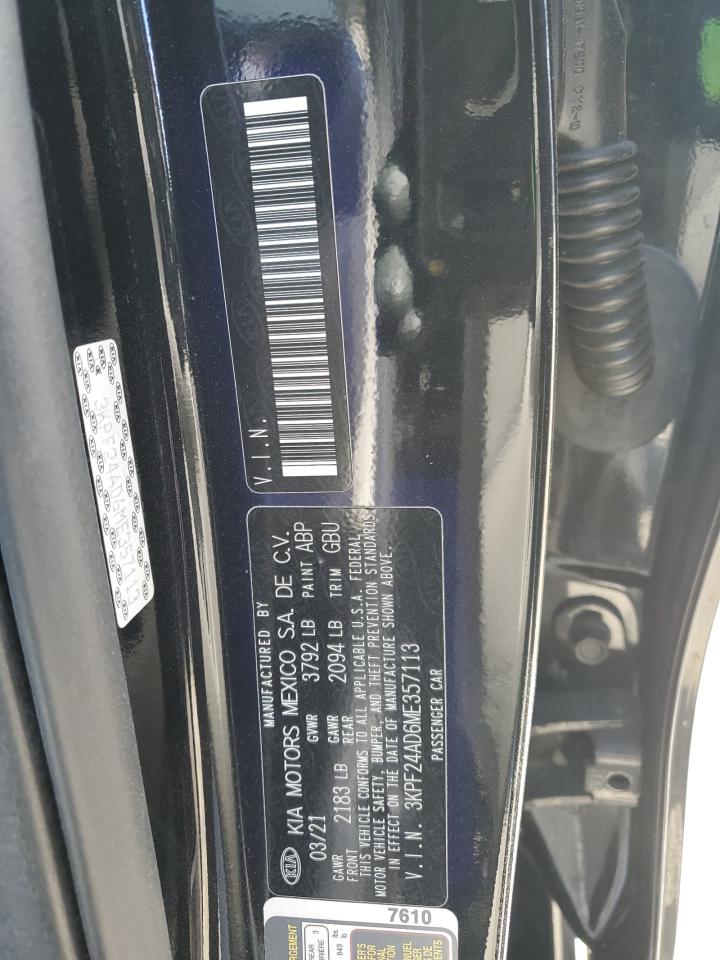 V.I.N.
MANUFACTURED BY
KIA KIA MOTORS MEXICO S.A. DE C.V.
03/21 GVWR 3792 LB PAINT ABP
GAWR FRONT 2183 LB GAWR REAR 2094 LB TRIM GBU
THIS VEHICLE CONFORMS TO ALL APPLICABLE U.S.A. FEDERAL
MOTOR VEHICLE SAFETY, BUMPER, AND THEFT PREVENTION STANDARDS
IN EFFECT ON THE DATE OF MANUFACTURE SHOWN ABOVE.
V.I.N. 3KPF24AD6ME357113
PASSENGER CAR
7610